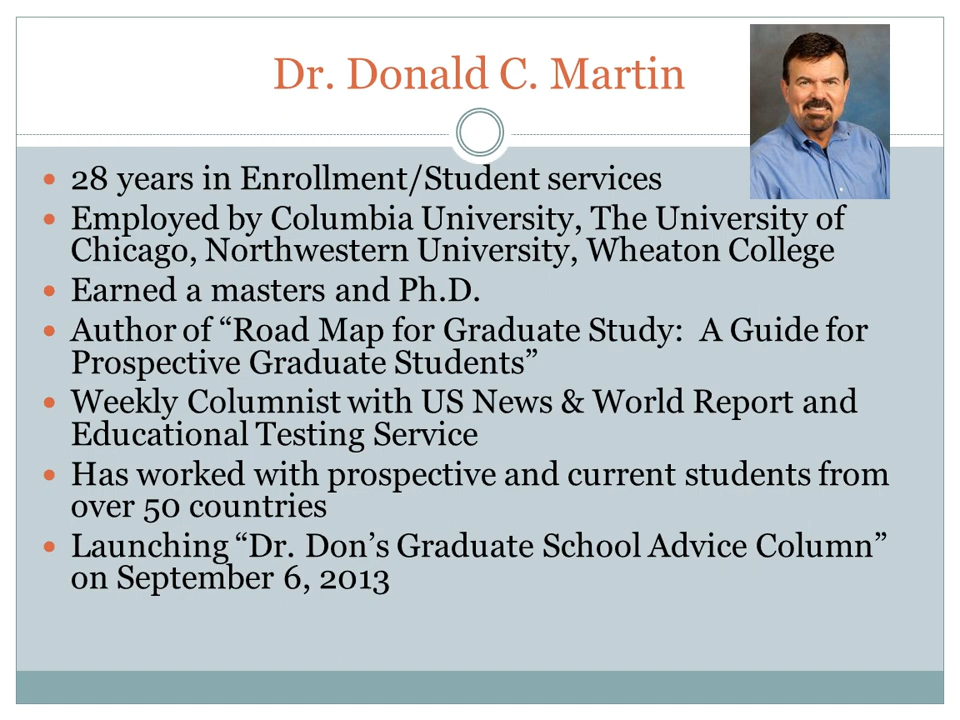 Dr. Donald C. Martin
• 28 years in Enrollment/Student services
• Employed by Columbia University, The University of
Chicago, Northwestern University, Wheaton College
• Earned a masters and Ph.D.
• Author of “Road Map for Graduate Study:  A Guide for
Prospective Graduate Students”
• Weekly Columnist with US News & World Report and
Educational Testing Service
• Has worked with prospective and current students from
over 50 countries
• Launching “Dr. Don’s Graduate School Advice Column”
on September 6, 2013